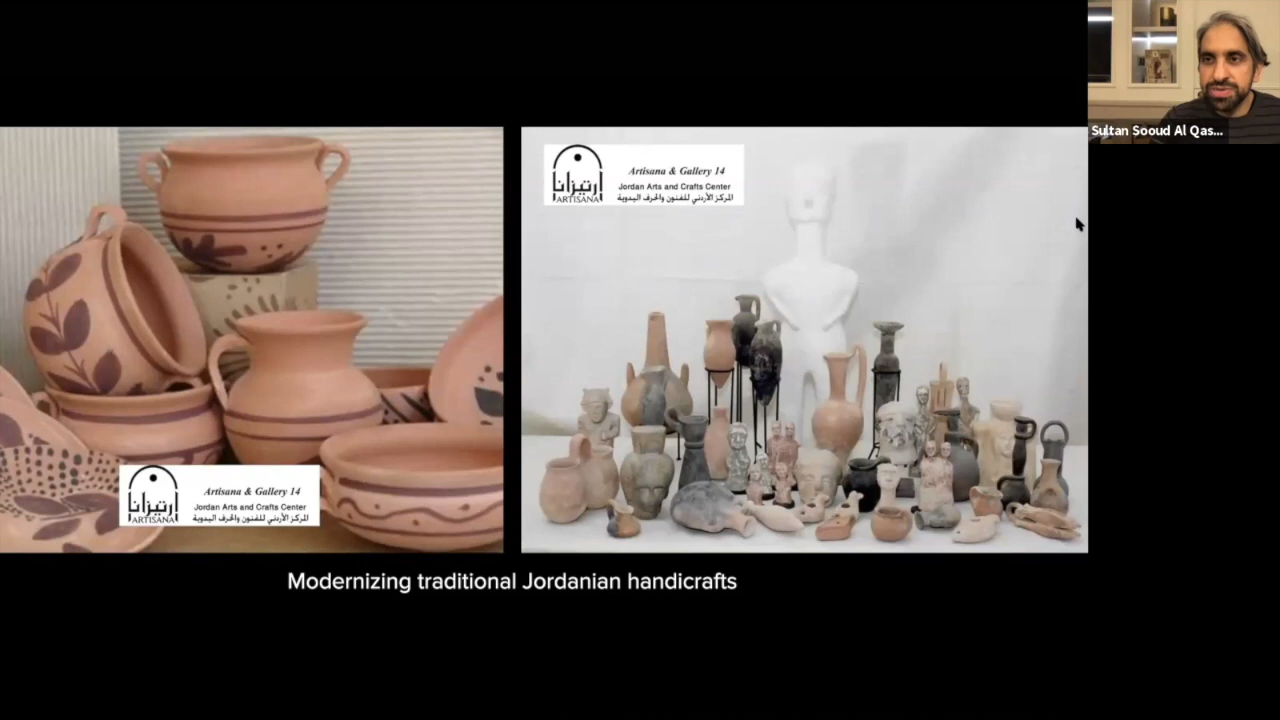 Sultan Sooud Al Qas...
Artisana & Gallery 14
Jordan Arts and Crafts Center
المركز الأردني للفنون والحرف اليدوية
ارتيزانا
ARTISANA
Artisana & Gallery 14
Jordan Arts and Crafts Center
المركز الأردني للفنون والحرف اليدوية
ارتيزانا
ARTISANA
Modernizing traditional Jordanian handicrafts